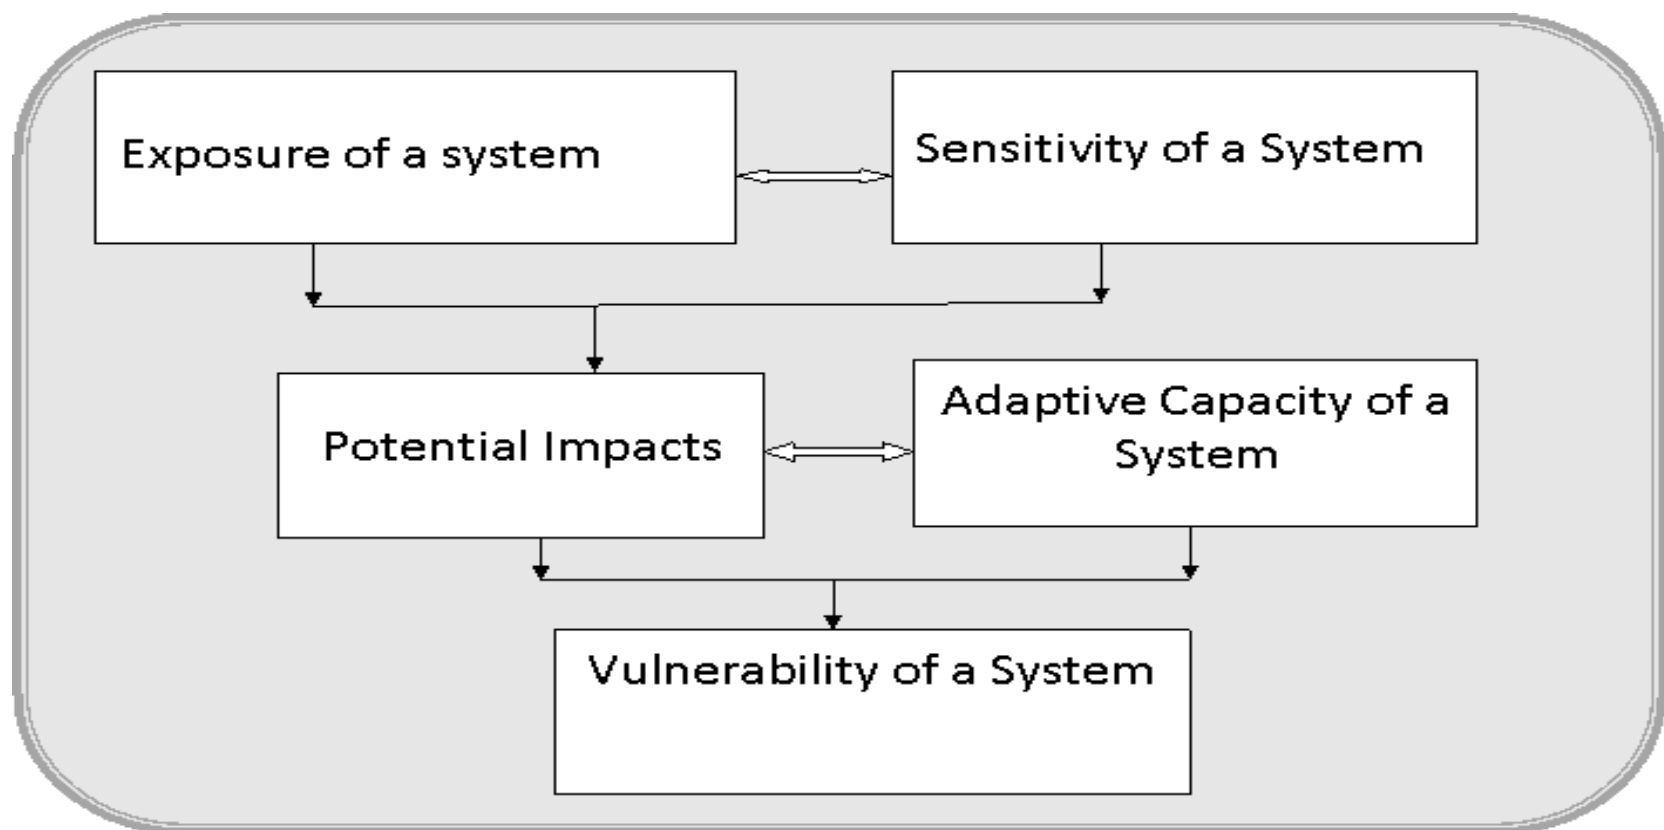 Exposure of a system
Sensitivity of a System
Potential Impacts
Adaptive Capacity of a
System
Vulnerability of a System